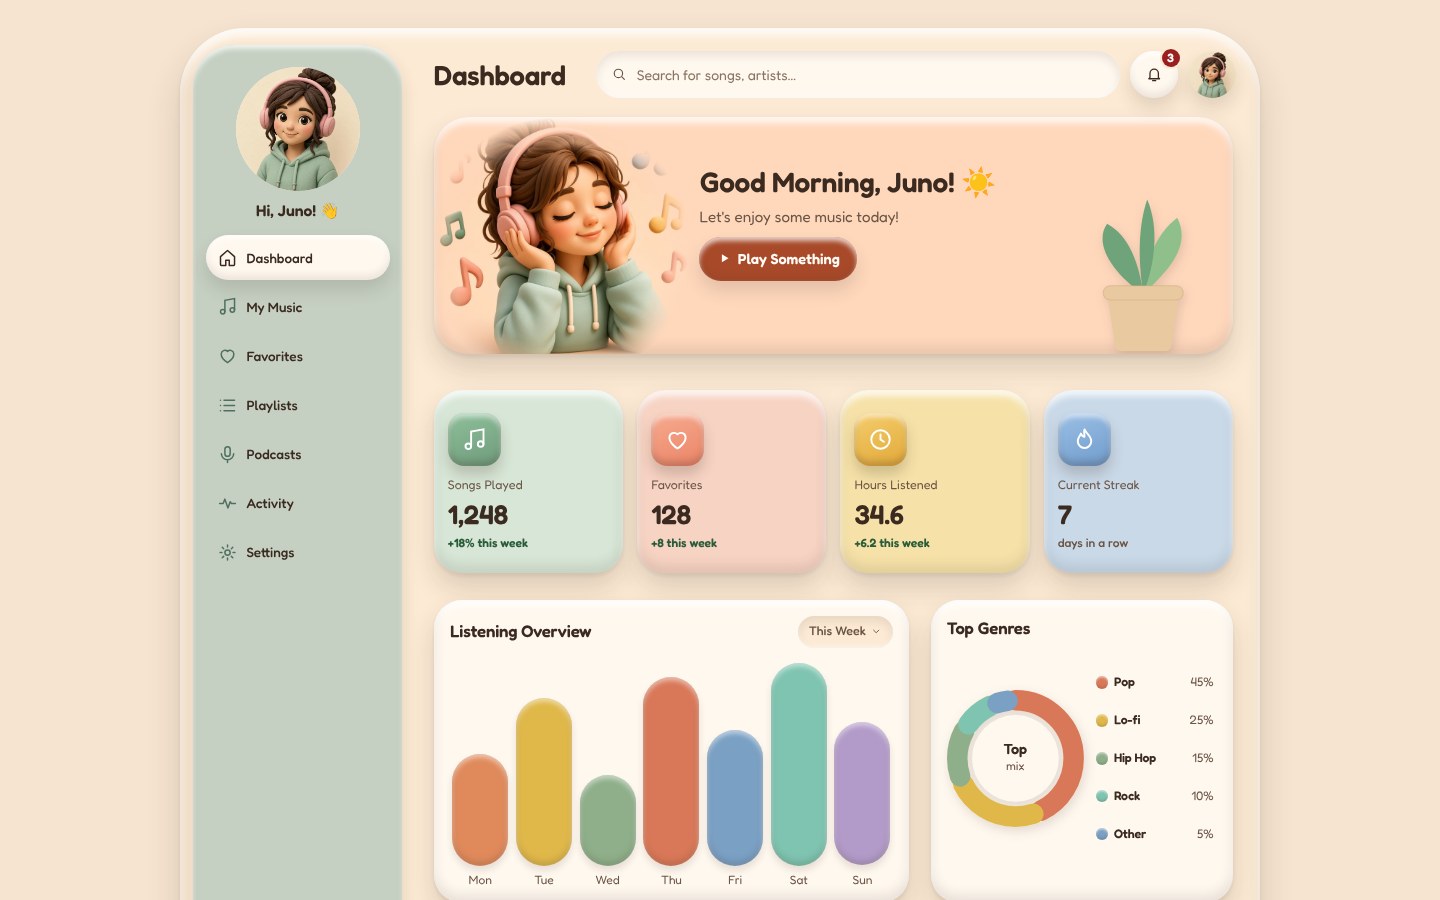 Hi, Juno! 👋
Dashboard
My Music
Favorites
Playlists
Podcasts
Activity
Settings
Dashboard
Search for songs, artists...
3
Good Morning, Juno! ☀️
Let's enjoy some music today!
Play Something
Songs Played
1,248
+18% this week
Favorites
128
+8 this week
Hours Listened
34.6
+6.2 this week
Current Streak
7
days in a row
Listening Overview
This Week
Mon Tue Wed Thu Fri Sat Sun
Top Genres
Top
mix
Pop 45%
Lo-fi 25%
Hip Hop 15%
Rock 10%
Other 5%